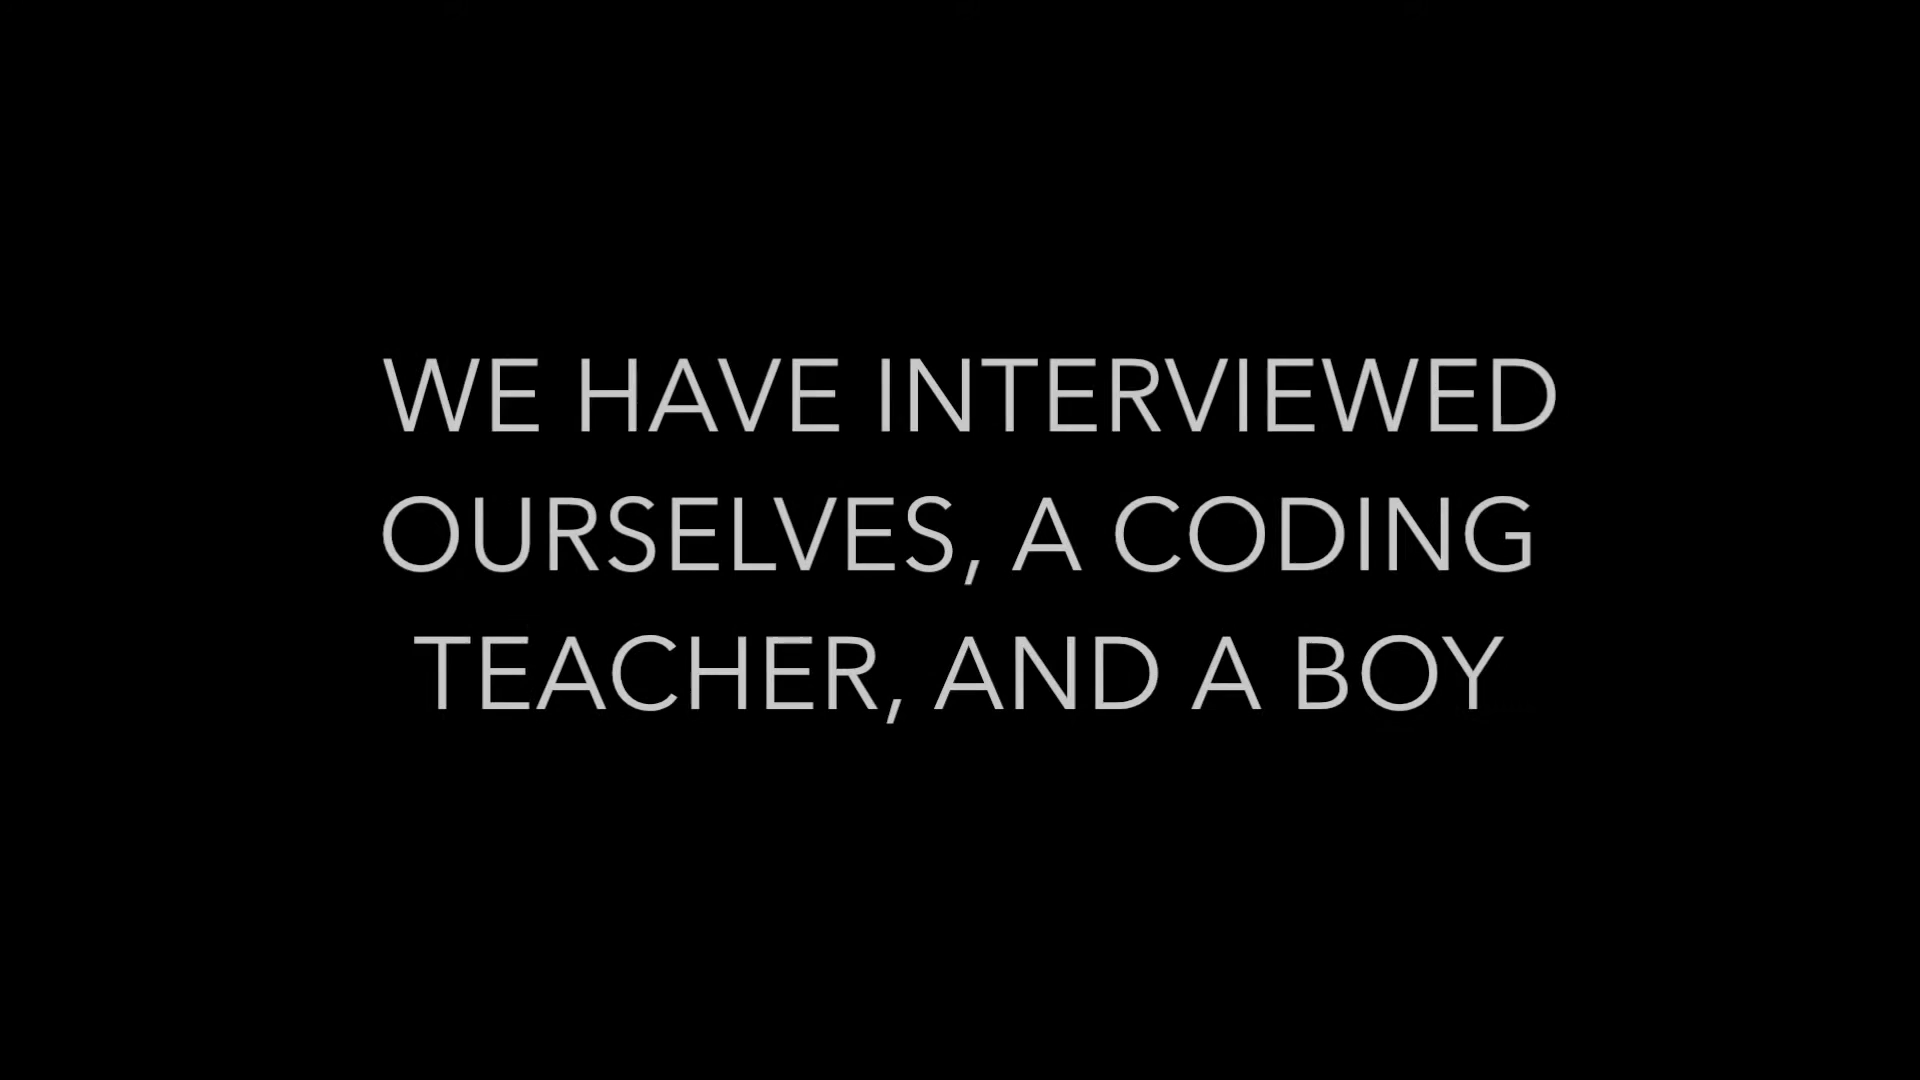 WE HAVE INTERVIEWED
OURSELVES, A CODING
TEACHER, AND A BOY